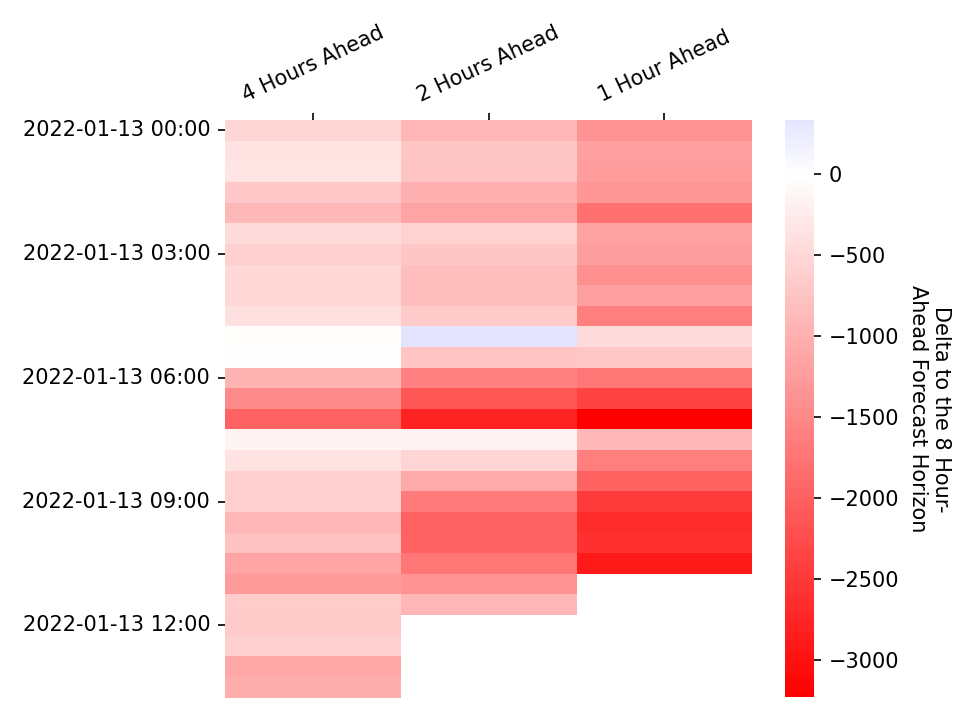 4 Hours Ahead
2 Hours Ahead
1 Hour Ahead
2022-01-13 00:00
2022-01-13 03:00
2022-01-13 06:00
2022-01-13 09:00
2022-01-13 12:00
0
−500
−1000
−1500
−2000
−2500
−3000
Delta to the 8 Hour-
Ahead Forecast Horizon